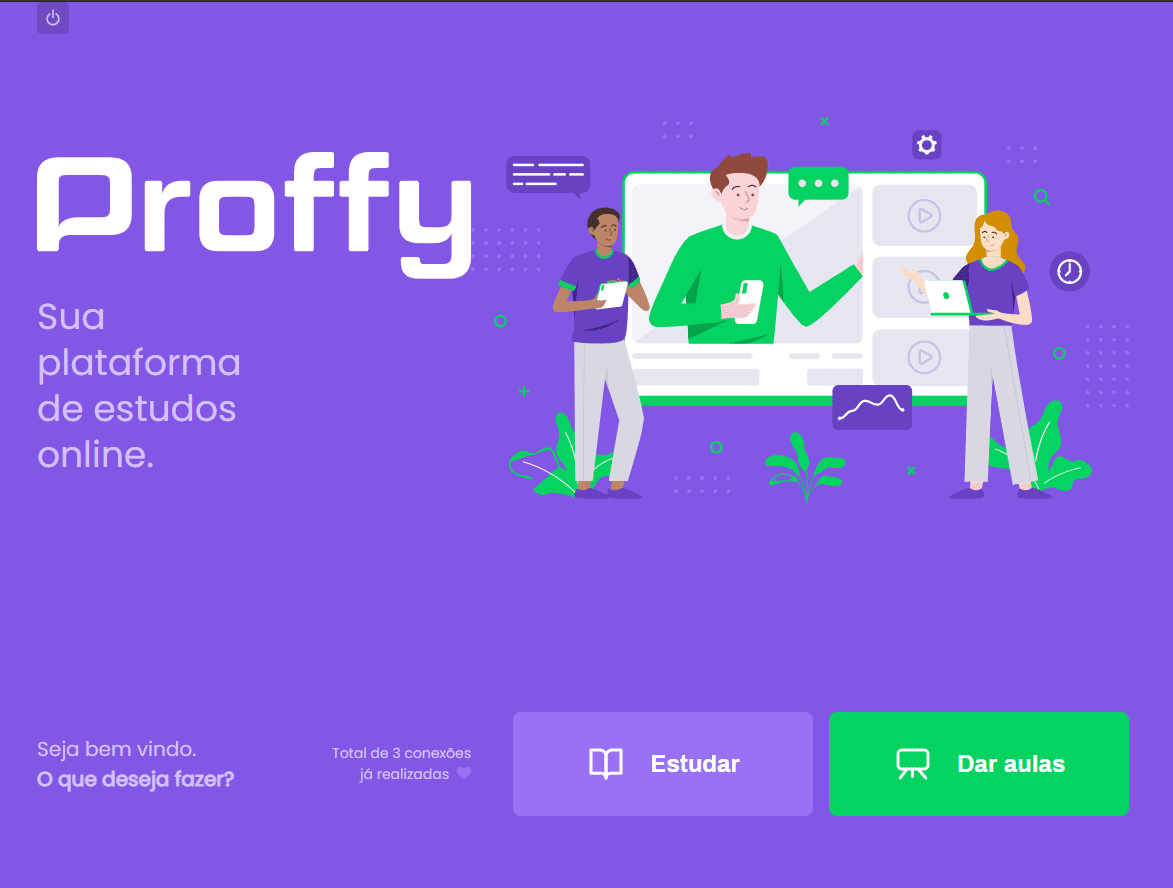 Proffy
Sua
plataforma
de estudos
online.
Seja bem vindo.
O que deseja fazer?
Total de 3 conexões
já realizadas
Estudar
Dar aulas